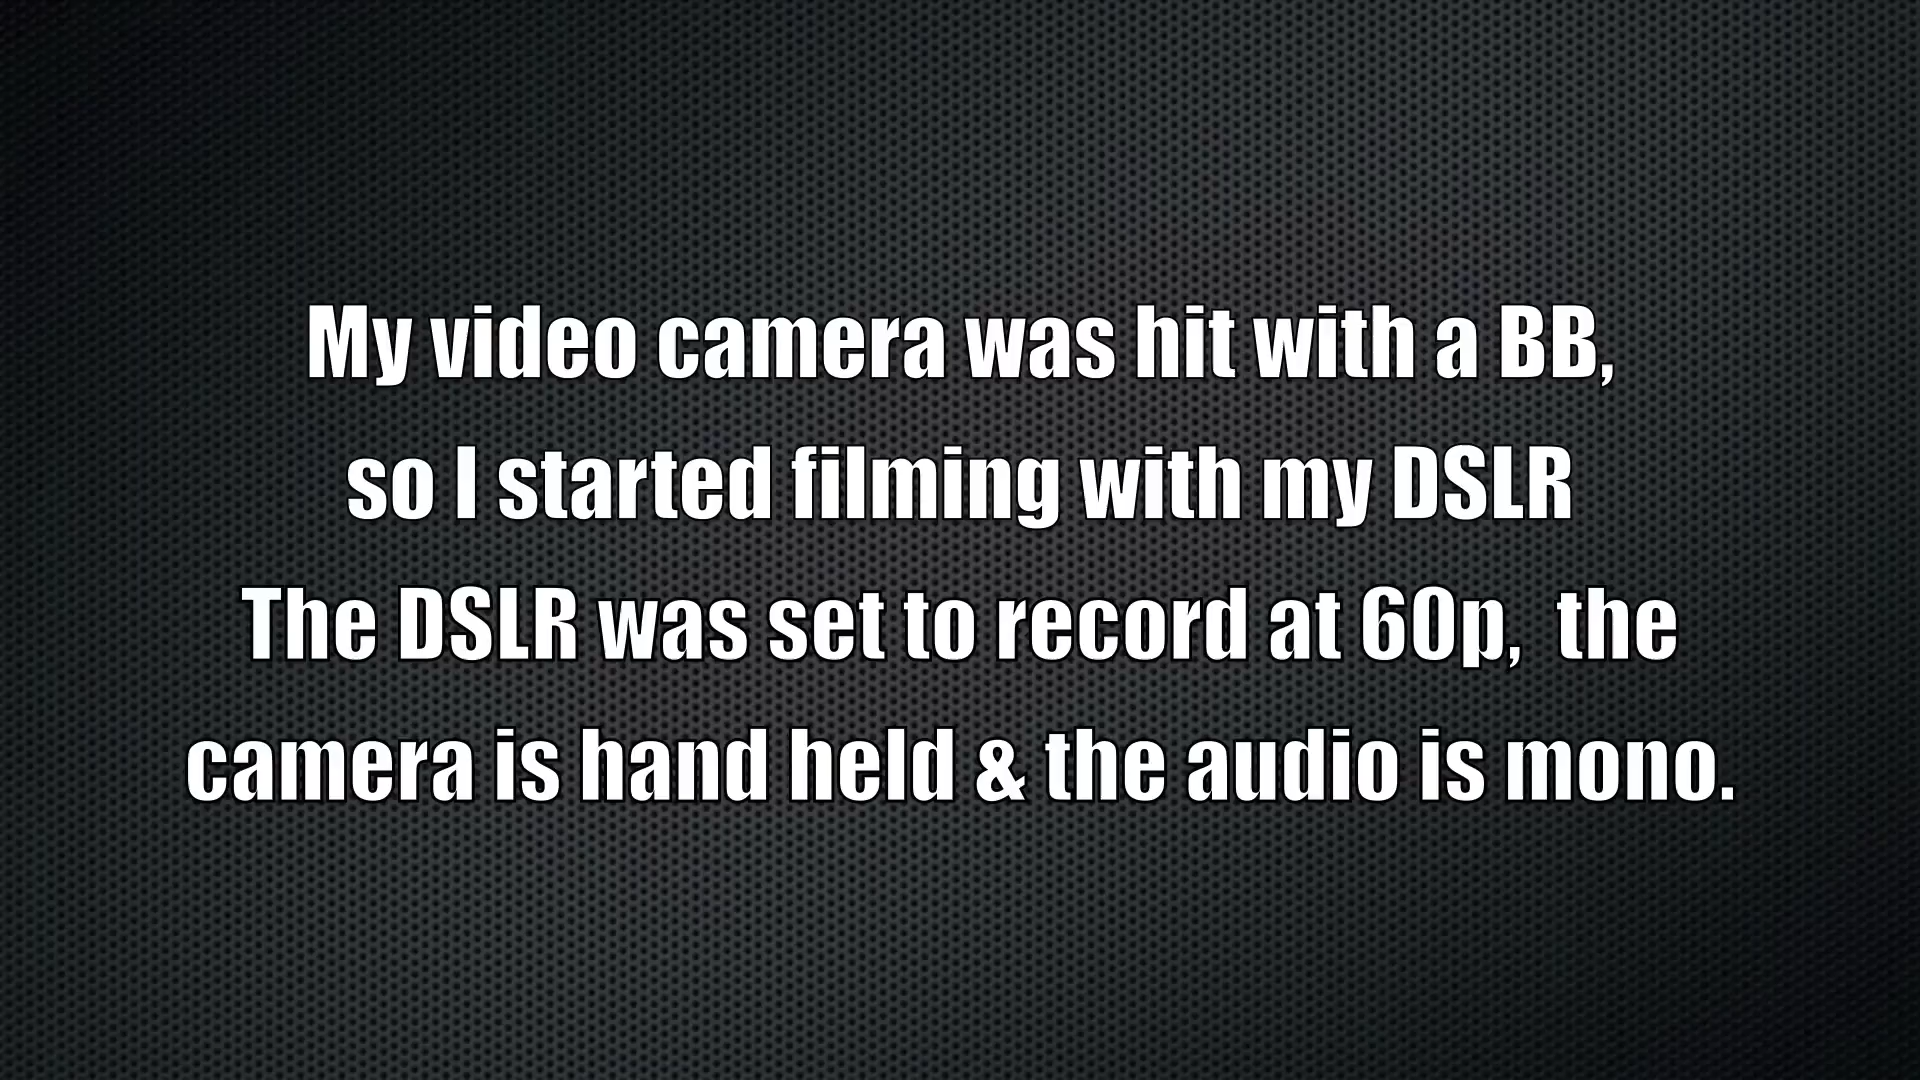 My video camera was hit with a BB,
so I started filming with my DSLR
The DSLR was set to record at 60p,  the
camera is hand held & the audio is mono.